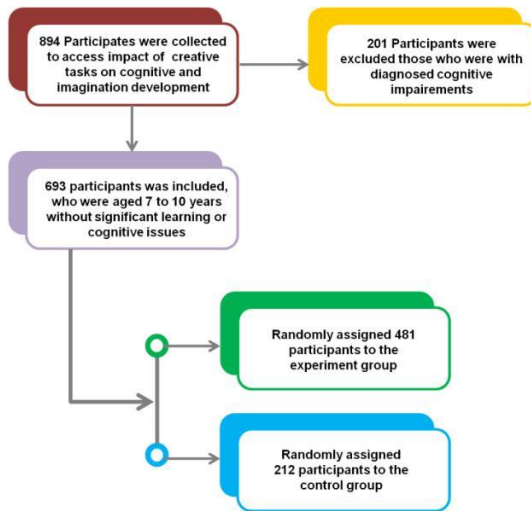 894 Participates were collected
to access impact of creative
tasks on cognitive and
imagination development
201 Participants were
excluded those who were with
diagnosed cognitive
impairements
693 participants was included,
who were aged 7 to 10 years
without significant learning or
cognitive issues
Randomly assigned 481
participants to the
experiment group
Randomly assigned
212 participants to the
control group